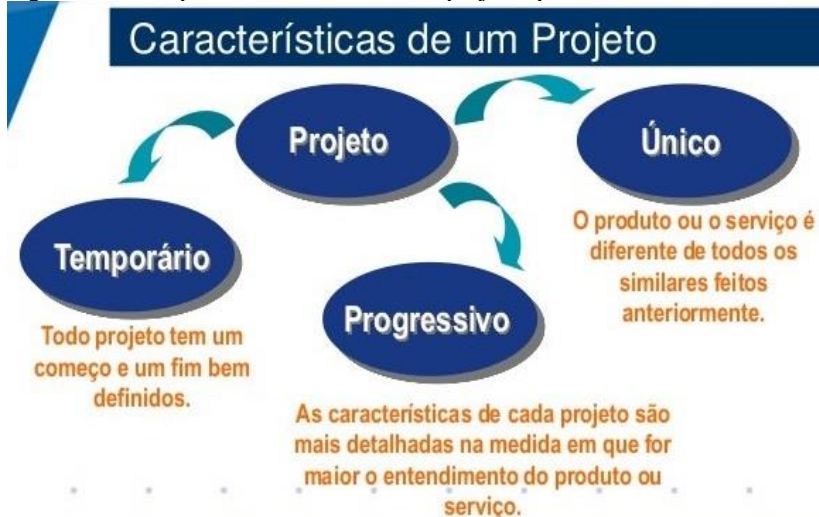 Características de um Projeto
Projeto
Único
O produto ou o serviço é
diferente de todos os
similares feitos
anteriormente.
Temporário
Todo projeto tem um
começo e um fim bem
definidos.
Progressivo
As características de cada projeto são
mais detalhadas na medida em que for
maior o entendimento do produto ou
serviço.